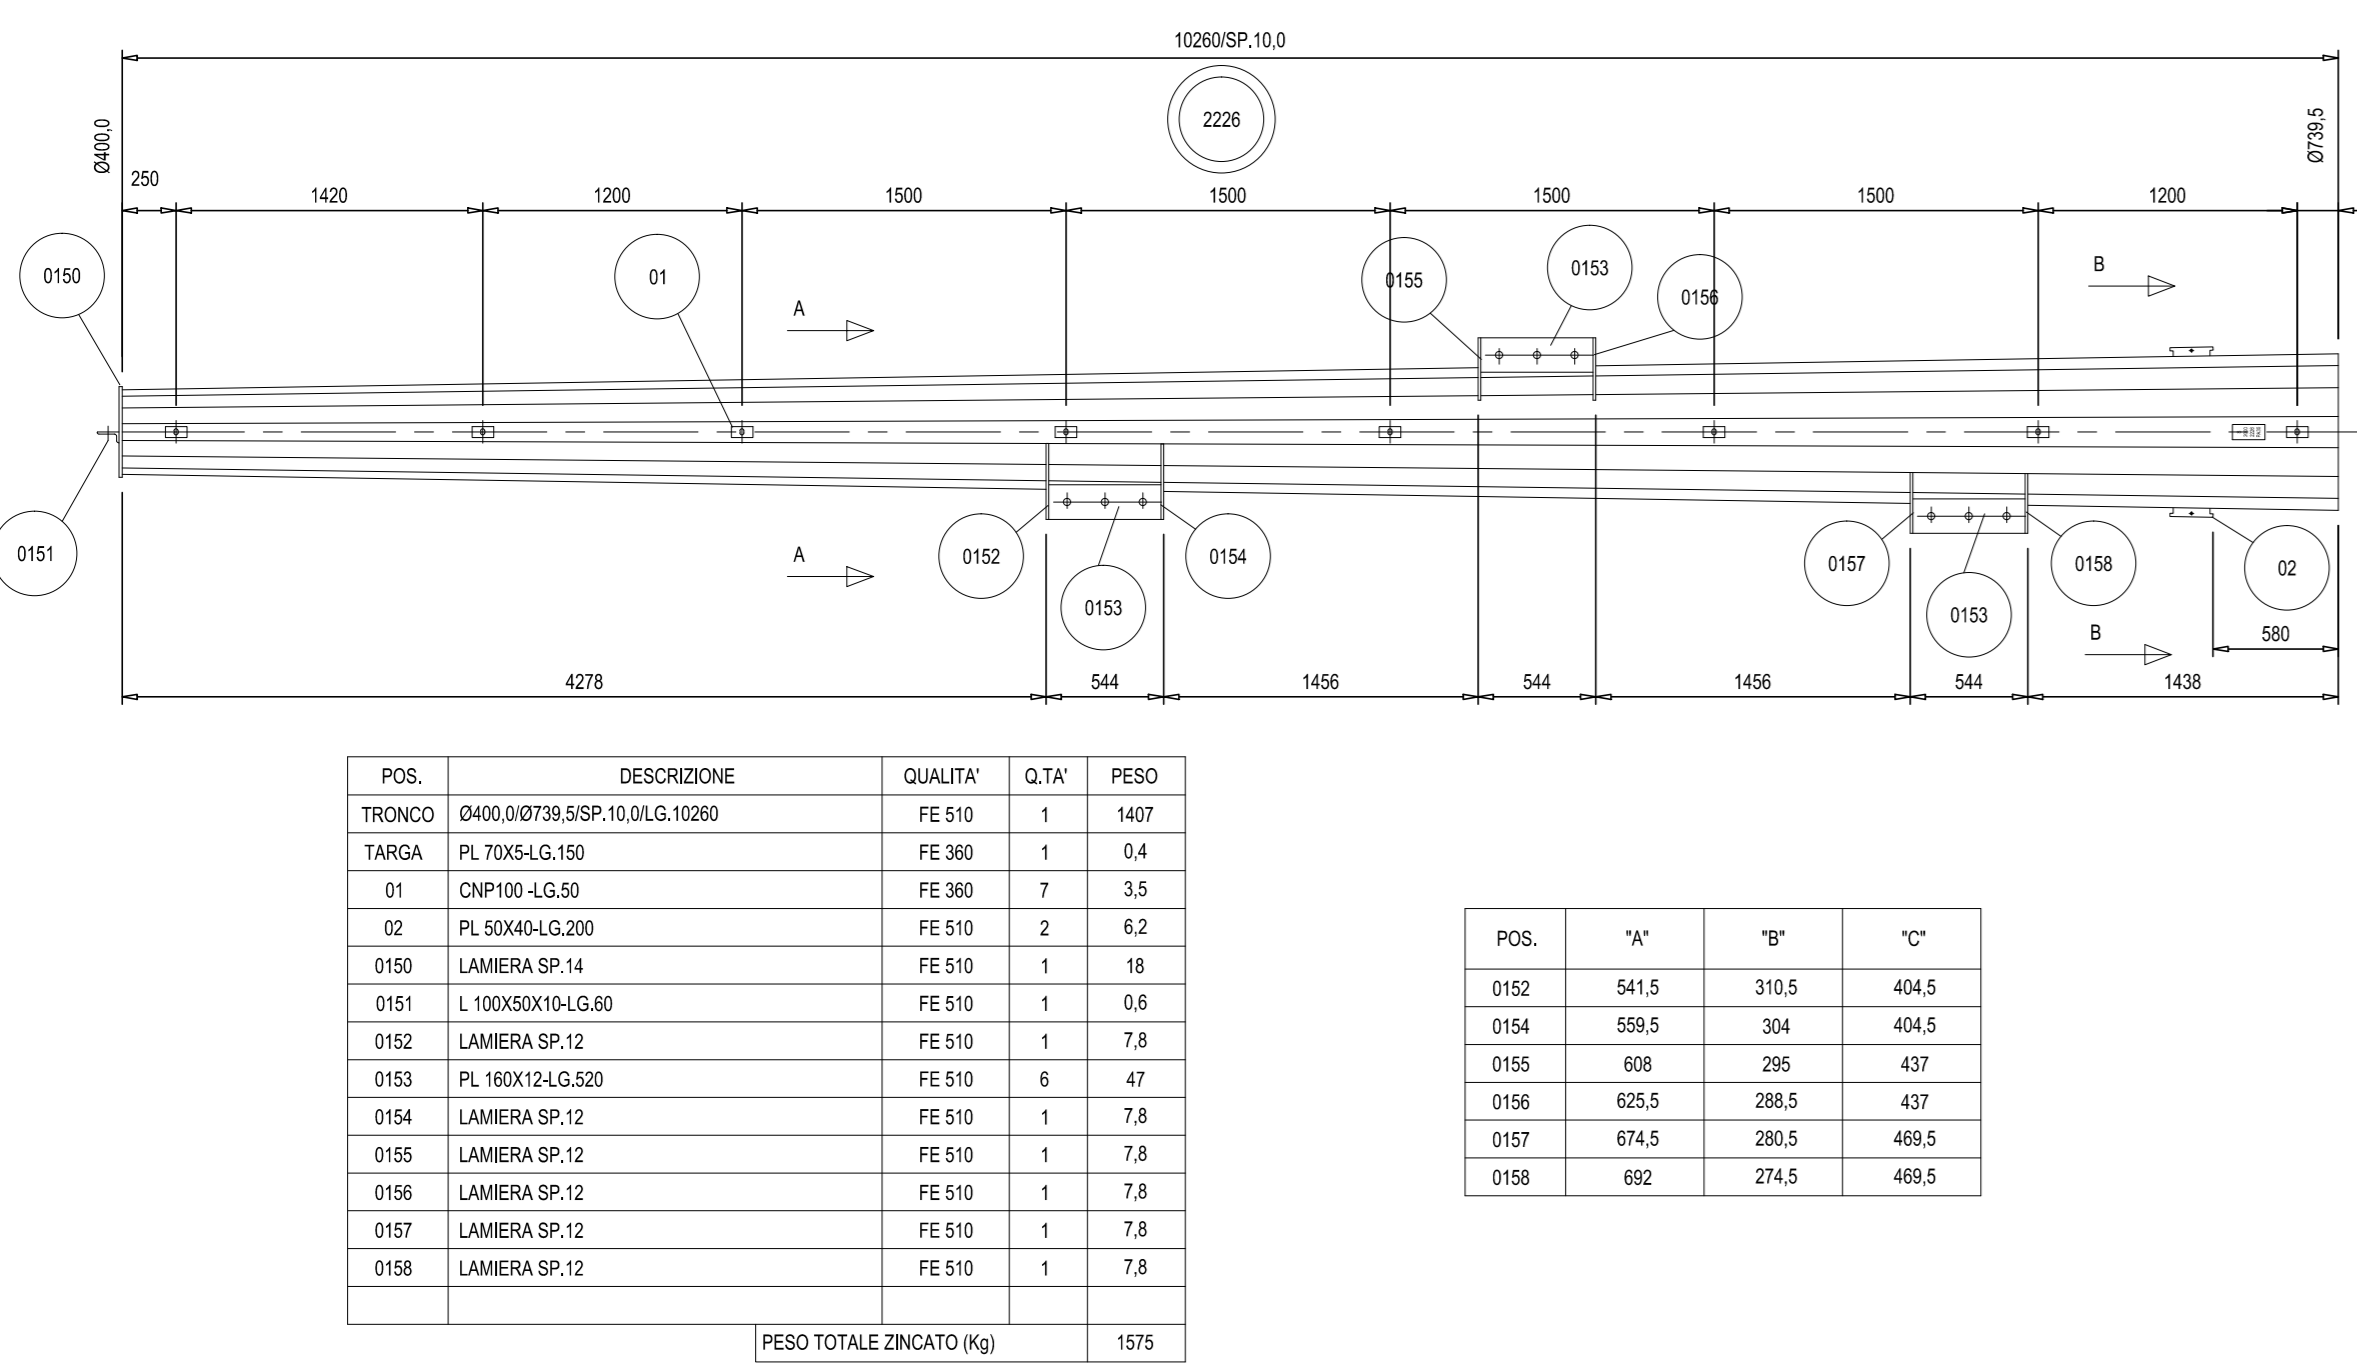 10260/SP.10,0
2226
Ø400,0
Ø739,5
250 1420 1200 1500 1500 1500 1500 1200
0150 01 A 0155 0153 0156 B
0151 A 0152 0153 0154 0157 0153 0158 02
B 580
4278 544 1456 544 1456 544 1438
POS. DESCRIZIONE QUALITA' Q.TA' PESO
TRONCO Ø400,0/Ø739,5/SP.10,0/LG.10260 FE 510 1 1407
TARGA PL 70X5-LG.150 FE 360 1 0,4
01 CNP100 -LG.50 FE 360 7 3,5
02 PL 50X40-LG.200 FE 510 2 6,2
0150 LAMIERA SP.14 FE 510 1 18
0151 L 100X50X10-LG.60 FE 510 1 0,6
0152 LAMIERA SP.12 FE 510 1 7,8
0153 PL 160X12-LG.520 FE 510 6 47
0154 LAMIERA SP.12 FE 510 1 7,8
0155 LAMIERA SP.12 FE 510 1 7,8
0156 LAMIERA SP.12 FE 510 1 7,8
0157 LAMIERA SP.12 FE 510 1 7,8
0158 LAMIERA SP.12 FE 510 1 7,8
PESO TOTALE ZINCATO (Kg) 1575
POS. "A" "B" "C"
0152 541,5 310,5 404,5
0154 559,5 304 404,5
0155 608 295 437
0156 625,5 288,5 437
0157 674,5 280,5 469,5
0158 692 274,5 469,5